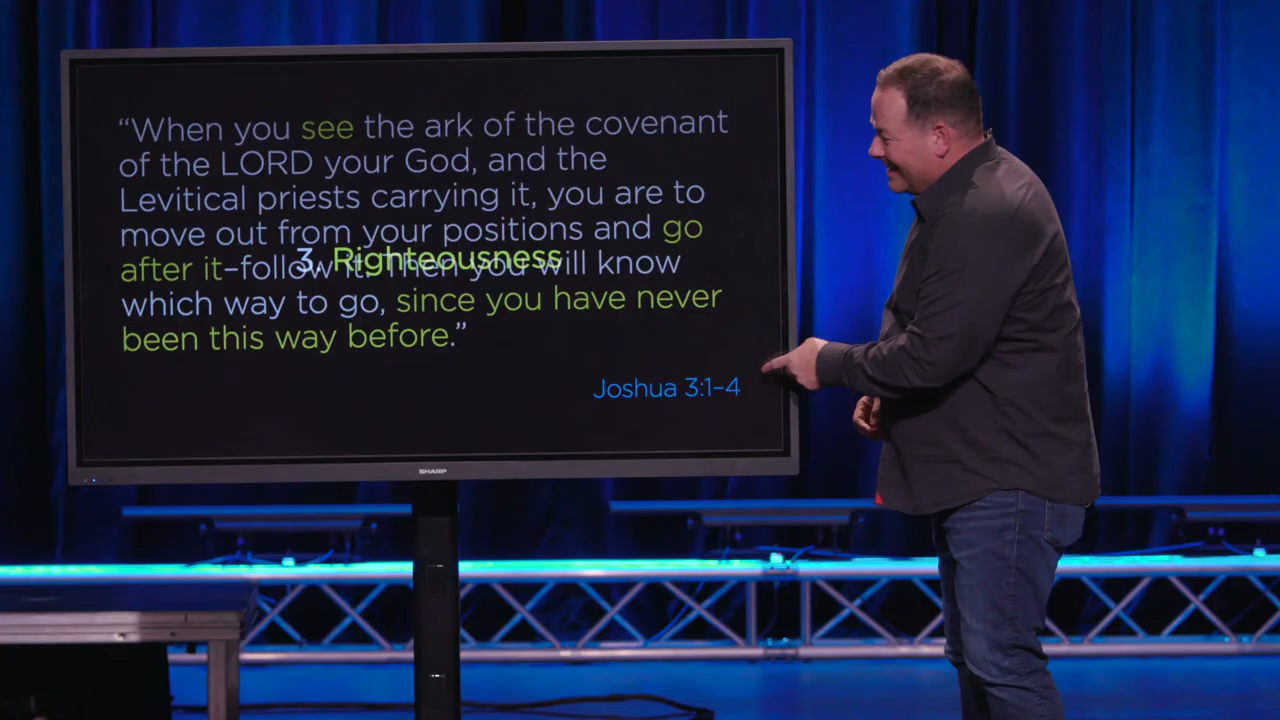 “When you see the ark of the covenant
of the LORD your God, and the
Levitical priests carrying it, you are to
move out from your positions and go
after it–follow it. Then you will know
3. Righteousness
which way to go, since you have never
been this way before.”
Joshua 3:1–4
SHARP